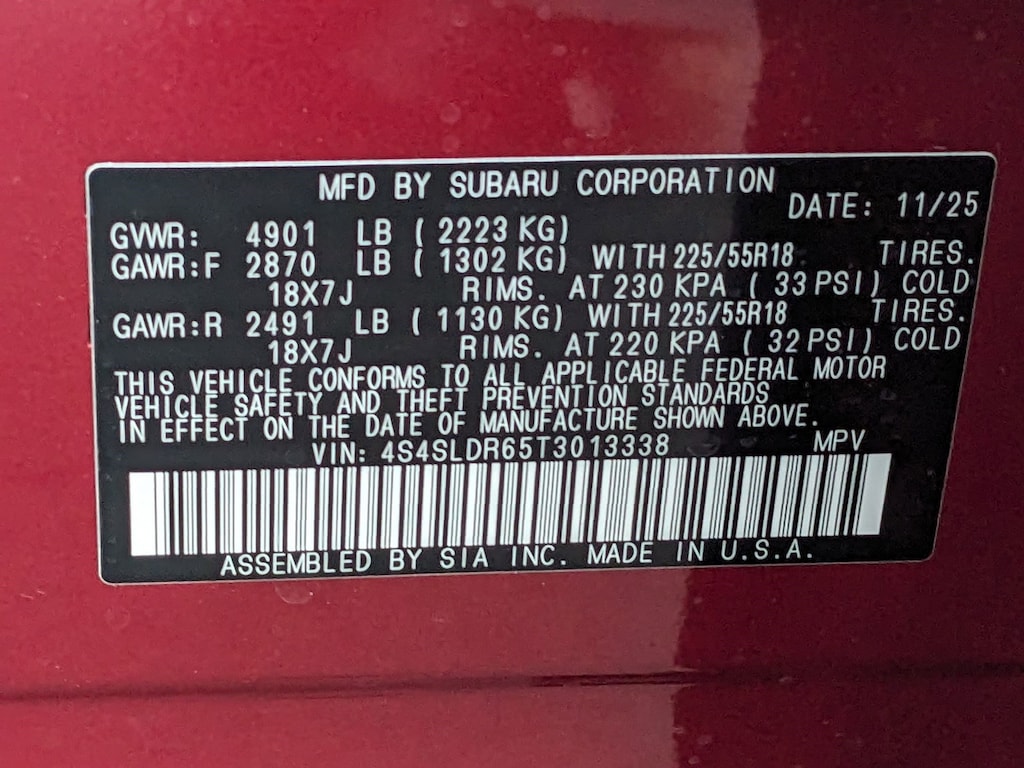 MFD BY SUBARU CORPORATION
DATE: 11/25
GVWR: 4901 LB ( 2223 KG)
GAWR:F 2870 LB ( 1302 KG) WITH 225/55R18 TIRES.
18X7J RIMS. AT 230 KPA ( 33 PSI) COLD
GAWR:R 2491 LB ( 1130 KG) WITH 225/55R18 TIRES.
18X7J RIMS. AT 220 KPA ( 32 PSI) COLD
THIS VEHICLE CONFORMS TO ALL APPLICABLE FEDERAL MOTOR
VEHICLE SAFETY AND THEFT PREVENTION STANDARDS
IN EFFECT ON THE DATE OF MANUFACTURE SHOWN ABOVE.
VIN: 4S4SLDR65T3013338 MPV
ASSEMBLED BY SIA INC. MADE IN U.S.A.